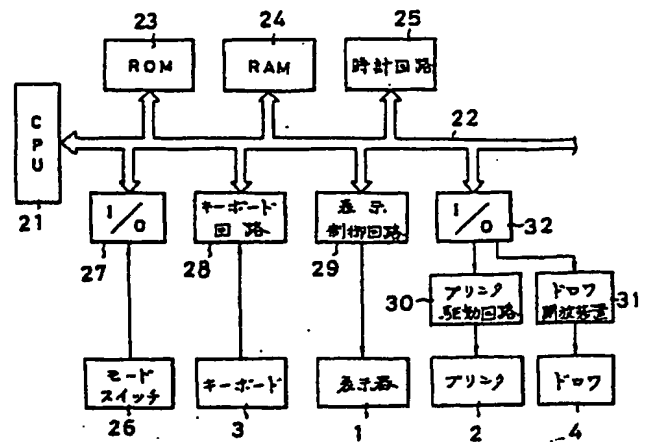 23
24
25
ROM
RAM
時計回路
22
CPU
21
I/O
27
キーボード
回路
28
表示
制御回路
29
I/O
32
30
プリンタ
駆動回路
ドロワ
開放装置
31
モード
スイッチ
26
キーボード
3
表示器
1
プリンタ
2
ドロワ
4